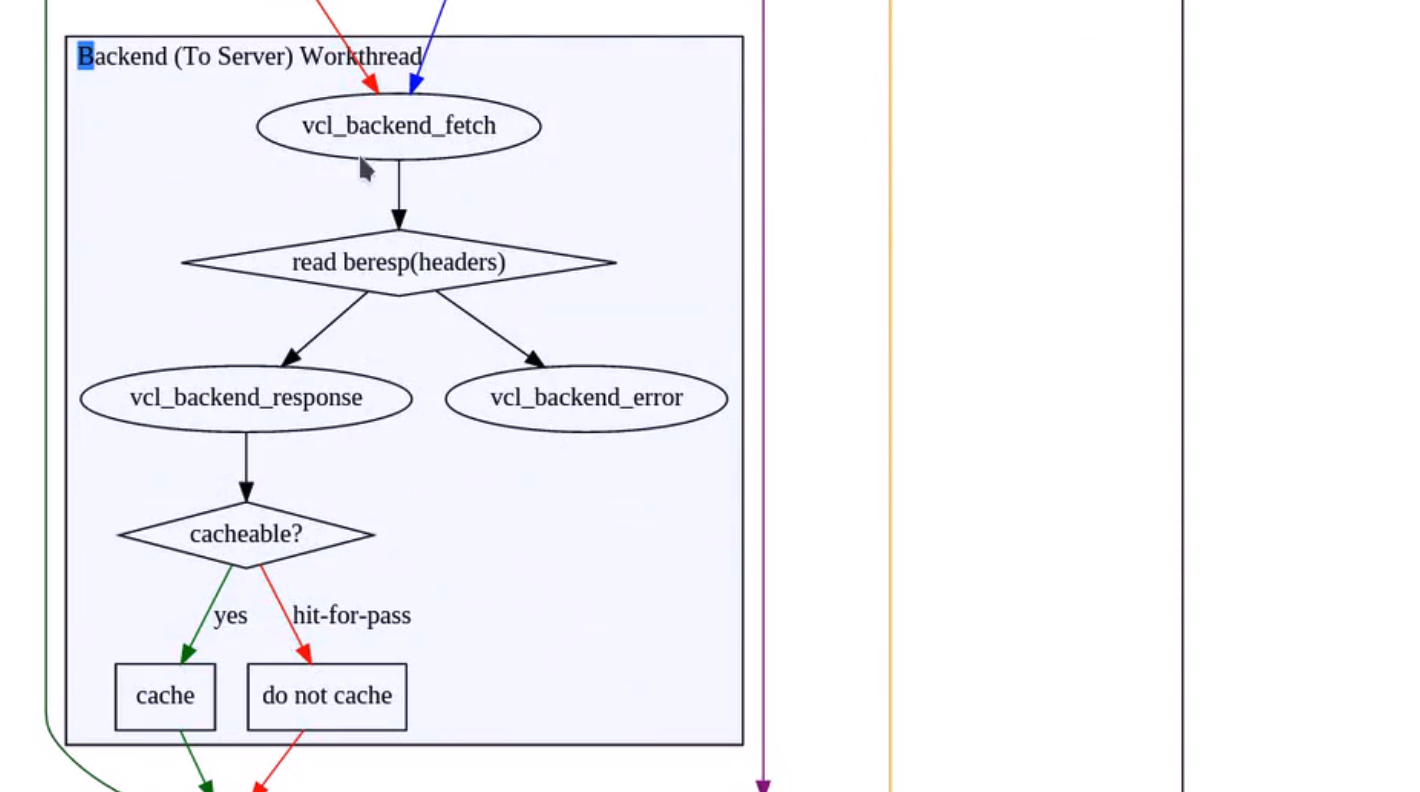 Backend (To Server) Workthread
vcl_backend_fetch
read beresp(headers)
vcl_backend_response
vcl_backend_error
cacheable?
yes
hit-for-pass
cache
do not cache